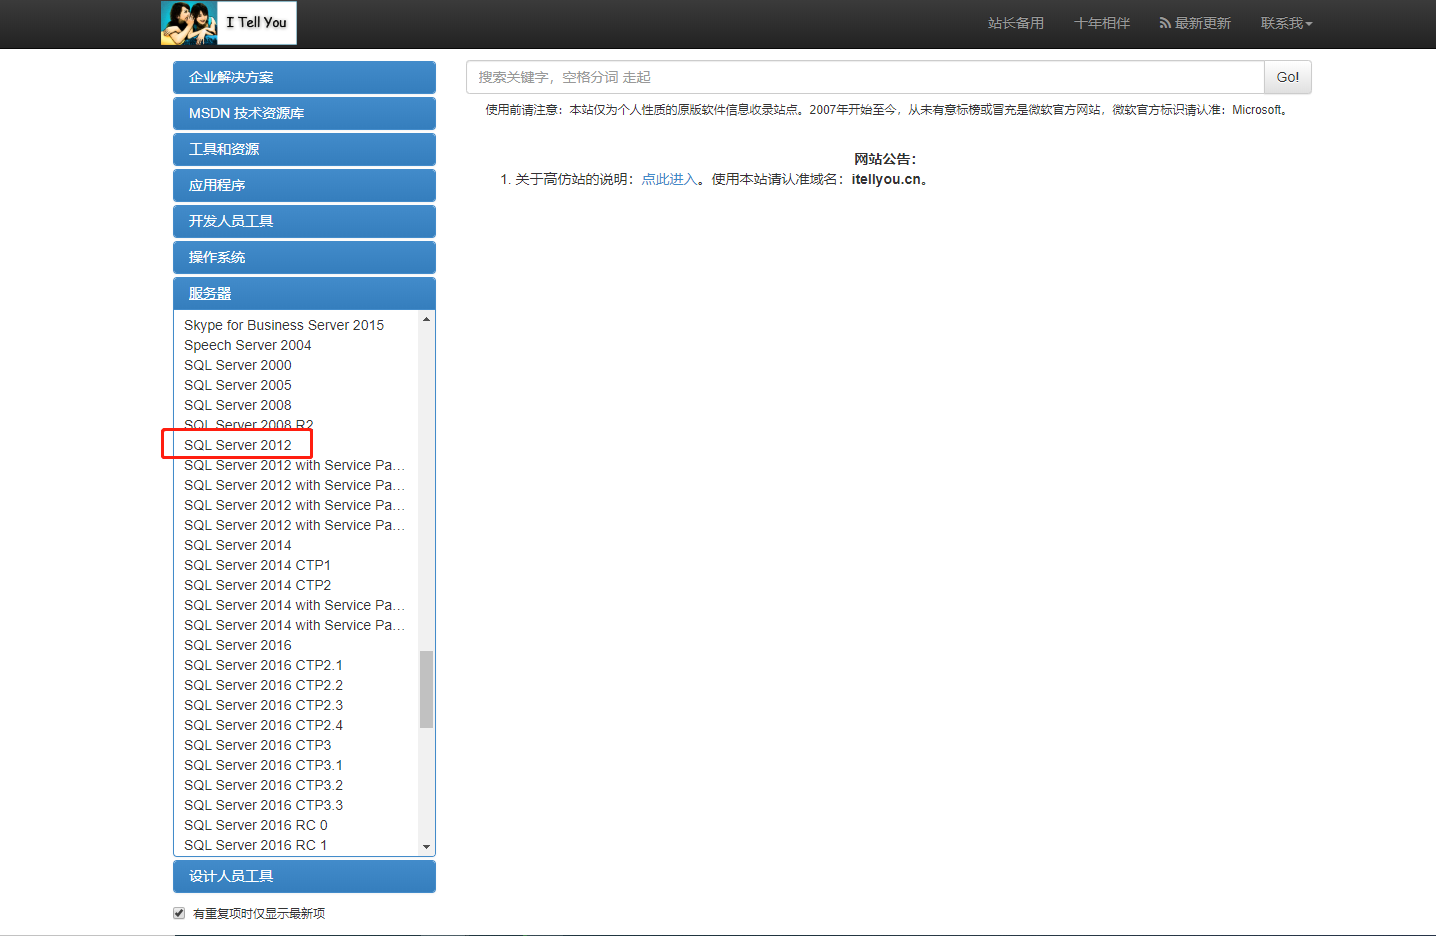 I Tell You
站长备用 十年相伴 最新更新 联系我
企业解决方案
MSDN 技术资源库
工具和资源
应用程序
开发人员工具
操作系统
服务器
Skype for Business Server 2015
Speech Server 2004
SQL Server 2000
SQL Server 2005
SQL Server 2008
SQL Server 2008 R2
SQL Server 2012
SQL Server 2012 with Service Pa...
SQL Server 2012 with Service Pa...
SQL Server 2012 with Service Pa...
SQL Server 2012 with Service Pa...
SQL Server 2014
SQL Server 2014 CTP1
SQL Server 2014 CTP2
SQL Server 2014 with Service Pa...
SQL Server 2014 with Service Pa...
SQL Server 2016
SQL Server 2016 CTP2.1
SQL Server 2016 CTP2.2
SQL Server 2016 CTP2.3
SQL Server 2016 CTP2.4
SQL Server 2016 CTP3
SQL Server 2016 CTP3.1
SQL Server 2016 CTP3.2
SQL Server 2016 CTP3.3
SQL Server 2016 RC 0
SQL Server 2016 RC 1
设计人员工具
有重复项时仅显示最新项
搜索关键字，空格分词 走起 Go!
使用前请注意：本站仅为个人性质的原版软件信息收录站点。2007年开始至今，从未有意标榜或冒充是微软官方网站，微软官方标识请认准：Microsoft。
网站公告：
1. 关于高仿站的说明：点此进入。使用本站请认准域名：itellyou.cn。